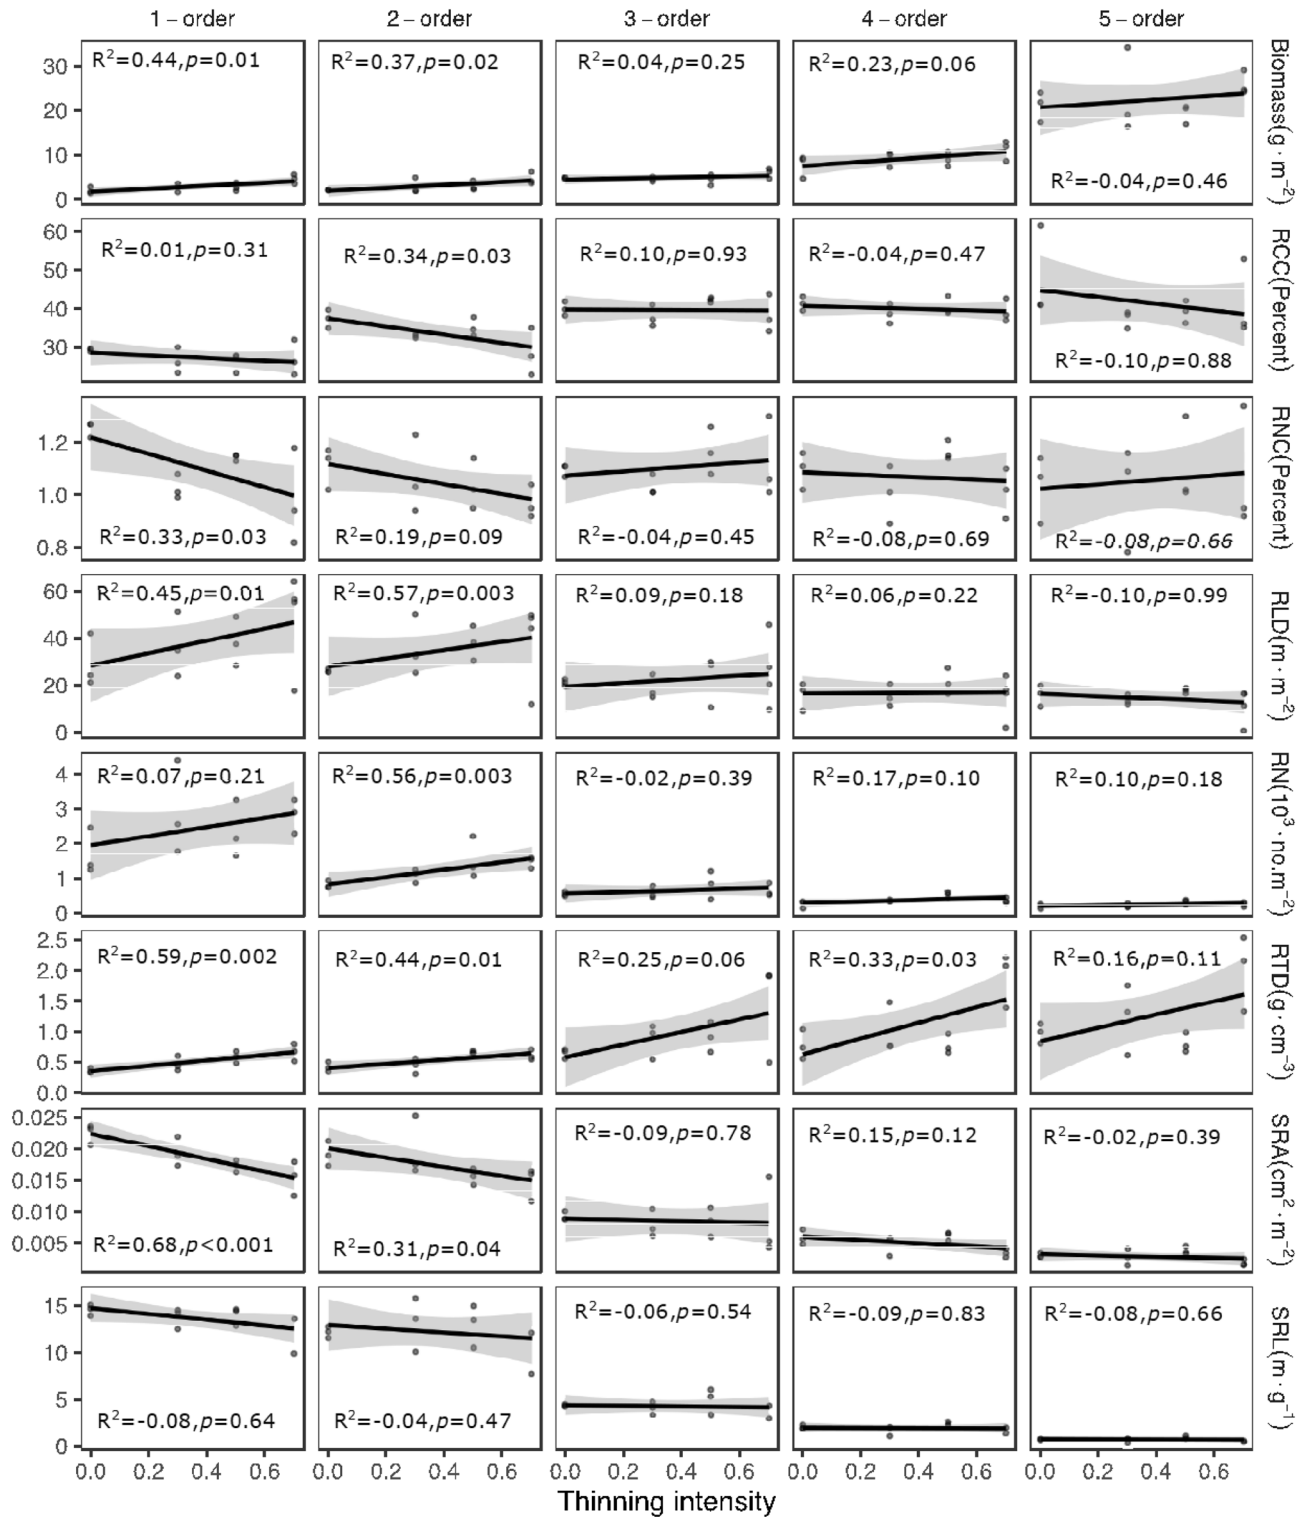 1 – order 2 – order 3 – order 4 – order 5 – order
R²=0.44,p=0.01 R²=0.37,p=0.02 R²=0.04,p=0.25 R²=0.23,p=0.06 R²=-0.04,p=0.46
30
20
10
0
Biomass(g·m⁻²)
R²=0.01,p=0.31 R²=0.34,p=0.03 R²=0.10,p=0.93 R²=-0.04,p=0.47 R²=-0.10,p=0.88
60
50
40
30
RCC(Percent)
R²=0.33,p=0.03 R²=0.19,p=0.09 R²=-0.04,p=0.45 R²=-0.08,p=0.69 R²=-0.08,p=0.66
1.2
1.0
0.8
RNC(Percent)
R²=0.45,p=0.01 R²=0.57,p=0.003 R²=0.09,p=0.18 R²=0.06,p=0.22 R²=-0.10,p=0.99
60
40
20
0
RLD(m·m⁻²)
R²=0.07,p=0.21 R²=0.56,p=0.003 R²=-0.02,p=0.39 R²=0.17,p=0.10 R²=0.10,p=0.18
4
3
2
1
0
RN(10³·no.m⁻²)
R²=0.59,p=0.002 R²=0.44,p=0.01 R²=0.25,p=0.06 R²=0.33,p=0.03 R²=0.16,p=0.11
2.5
2.0
1.5
1.0
0.5
0.0
RTD(g·cm⁻³)
R²=0.68,p<0.001 R²=0.31,p=0.04 R²=-0.09,p=0.78 R²=0.15,p=0.12 R²=-0.02,p=0.39
0.025
0.020
0.015
0.010
0.005
SRA(cm²·m⁻²)
R²=-0.08,p=0.64 R²=-0.04,p=0.47 R²=-0.06,p=0.54 R²=-0.09,p=0.83 R²=-0.08,p=0.66
15
10
5
0
SRL(m·g⁻¹)
0.0 0.2 0.4 0.6 0.0 0.2 0.4 0.6 0.0 0.2 0.4 0.6 0.0 0.2 0.4 0.6 0.0 0.2 0.4 0.6
Thinning intensity